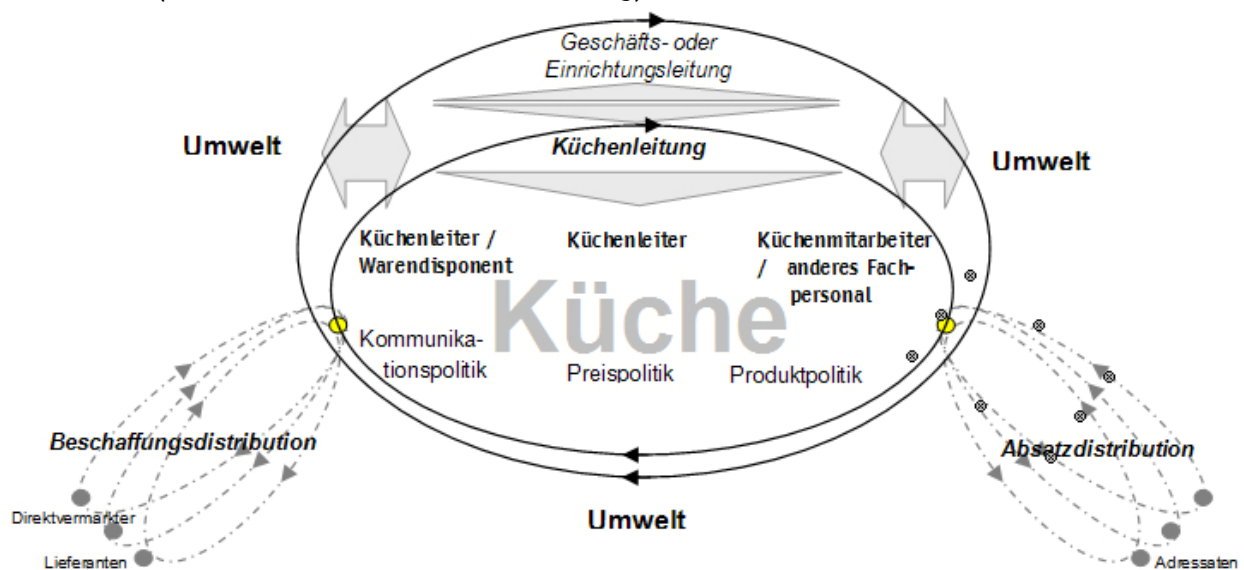 Geschäfts- oder
Einrichtungsleitung
Umwelt
Küchenleitung
Umwelt
Küchenleiter /
Warendisponent
Küchenleiter
Küchenmitarbeiter
/ anderes Fach-
personal
Küche
Kommunika-
tionspolitik
Preispolitik
Produktpolitik
Beschaffungsdistribution
Absatzdistribution
Direktvermarkter
Umwelt
Lieferanten
Adressaten